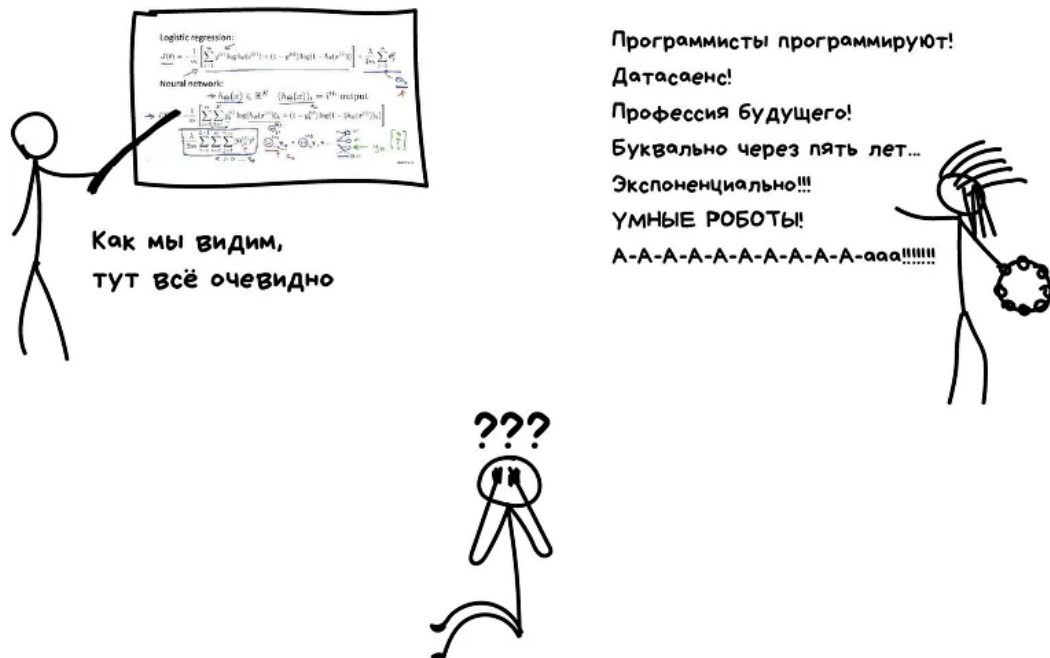 Logistic regression:
Neural network:
Как мы видим,
тут всё очевидно
Программисты программируют!
Датасаенс!
Профессия будущего!
Буквально через пять лет...
Экспоненциально!!!
УМНЫЕ РОБОТЫ!
А-А-А-А-А-А-А-А-А-А-ааа!!!!!!!
???